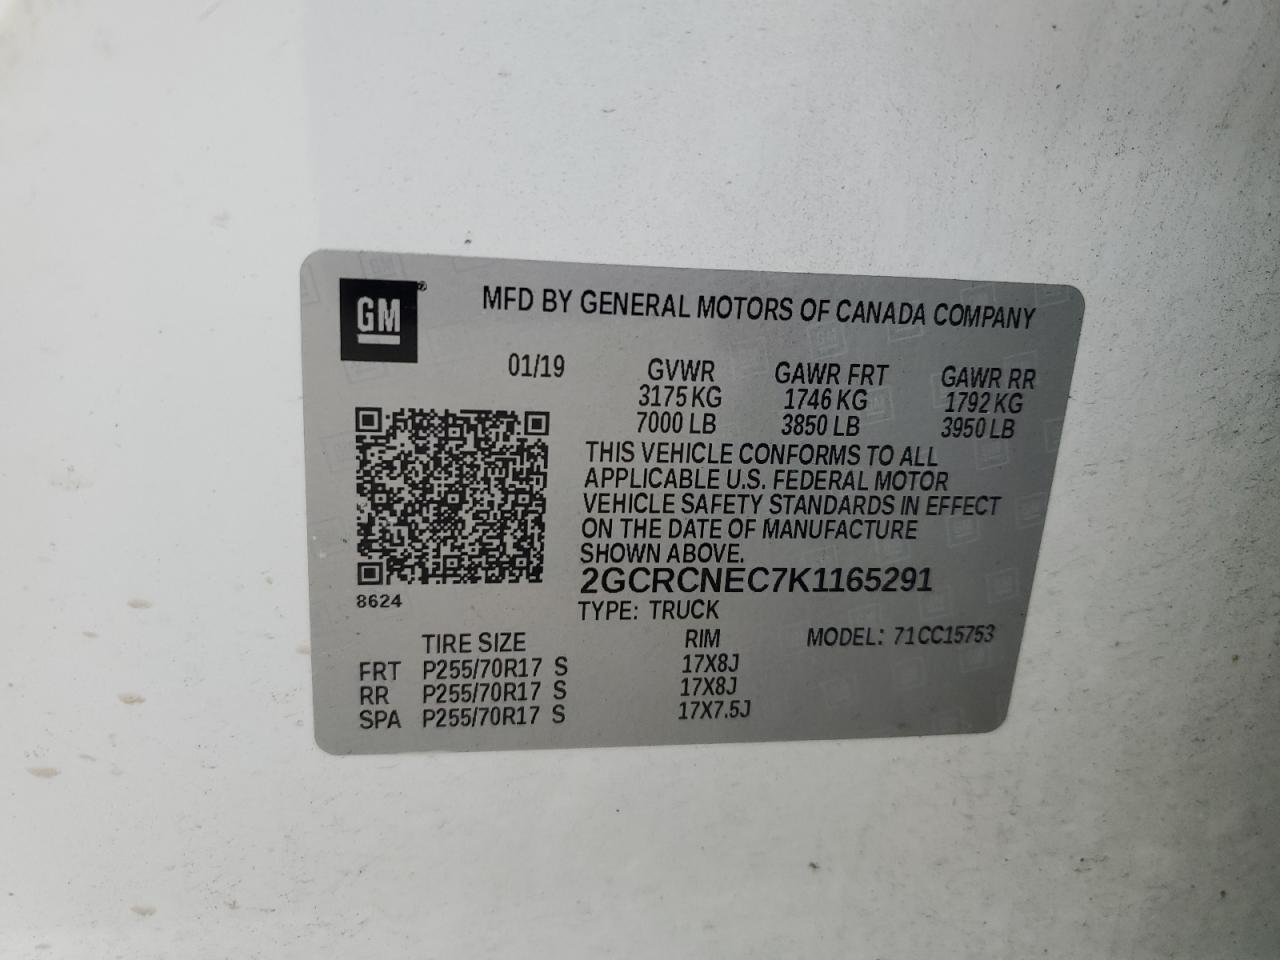 GM®
MFD BY GENERAL MOTORS OF CANADA COMPANY
01/19 GVWR GAWR FRT GAWR RR
3175 KG 1746 KG 1792 KG
7000 LB 3850 LB 3950 LB
THIS VEHICLE CONFORMS TO ALL
APPLICABLE U.S. FEDERAL MOTOR
VEHICLE SAFETY STANDARDS IN EFFECT
ON THE DATE OF MANUFACTURE
SHOWN ABOVE.
2GCRCNEC7K1165291
8624
TYPE: TRUCK
TIRE SIZE RIM MODEL: 71CC15753
FRT P255/70R17 S 17X8J
RR P255/70R17 S 17X8J
SPA P255/70R17 S 17X7.5J